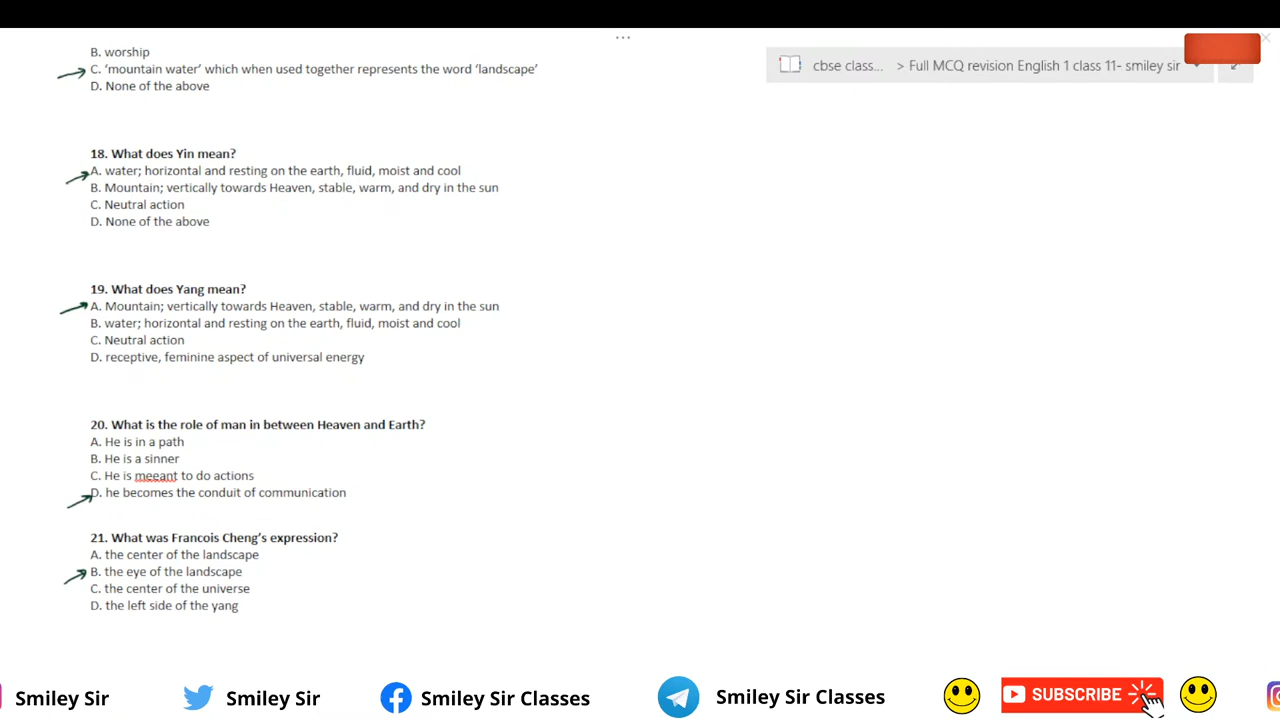 B. worship
C. ‘mountain water’ which when used together represents the word ‘landscape’
D. None of the above
cbse class... > Full MCQ revision English 1 class 11- smiley sir
18. What does Yin mean?
A. water; horizontal and resting on the earth, fluid, moist and cool
B. Mountain; vertically towards Heaven, stable, warm, and dry in the sun
C. Neutral action
D. None of the above
19. What does Yang mean?
A. Mountain; vertically towards Heaven, stable, warm, and dry in the sun
B. water; horizontal and resting on the earth, fluid, moist and cool
C. Neutral action
D. receptive, feminine aspect of universal energy
20. What is the role of man in between Heaven and Earth?
A. He is in a path
B. He is a sinner
C. He is meeant to do actions
D. he becomes the conduit of communication
21. What was Francois Cheng’s expression?
A. the center of the landscape
B. the eye of the landscape
C. the center of the universe
D. the left side of the yang
Smiley Sir Smiley Sir Smiley Sir Classes Smiley Sir Classes SUBSCRIBE